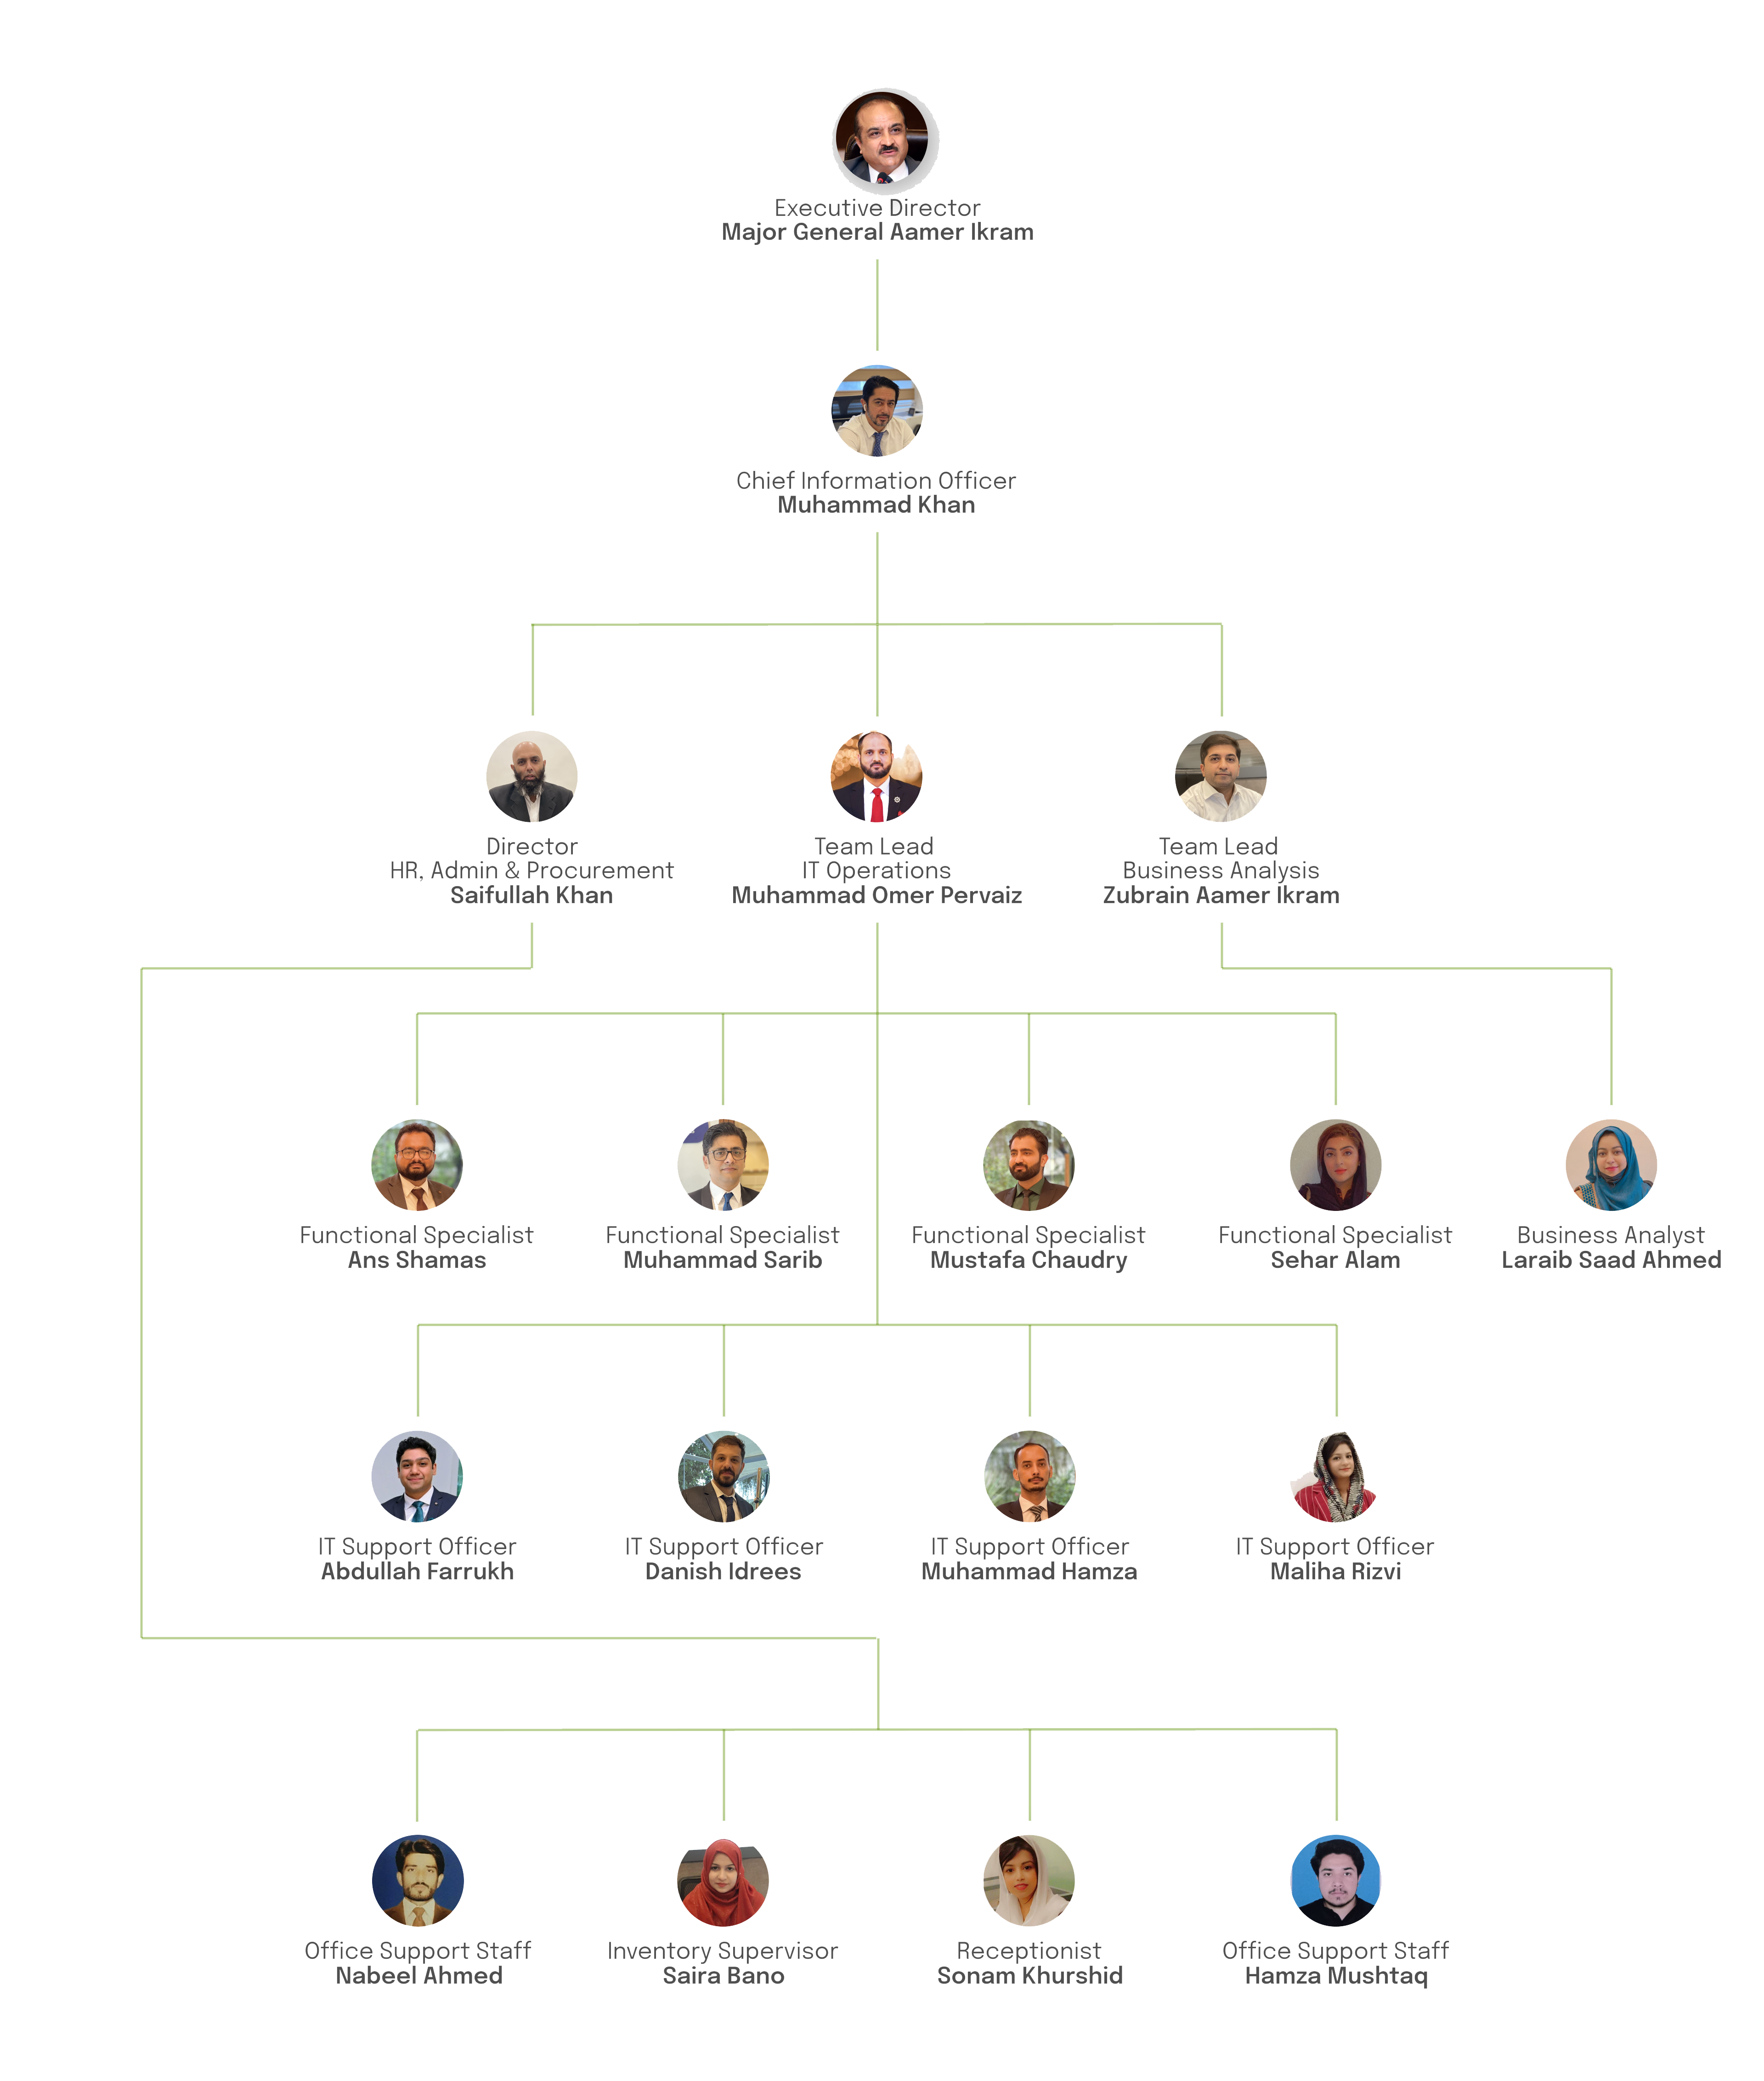 Executive Director
Major General Aamer Ikram
Chief Information Officer
Muhammad Khan
Director
HR, Admin & Procurement
Saifullah Khan
Team Lead
IT Operations
Muhammad Omer Pervaiz
Team Lead
Business Analysis
Zubrain Aamer Ikram
Functional Specialist
Ans Shamas
Functional Specialist
Muhammad Sarib
Functional Specialist
Mustafa Chaudry
Functional Specialist
Sehar Alam
Business Analyst
Laraib Saad Ahmed
IT Support Officer
Abdullah Farrukh
IT Support Officer
Danish Idrees
IT Support Officer
Muhammad Hamza
IT Support Officer
Maliha Rizvi
Office Support Staff
Nabeel Ahmed
Inventory Supervisor
Saira Bano
Receptionist
Sonam Khurshid
Office Support Staff
Hamza Mushtaq